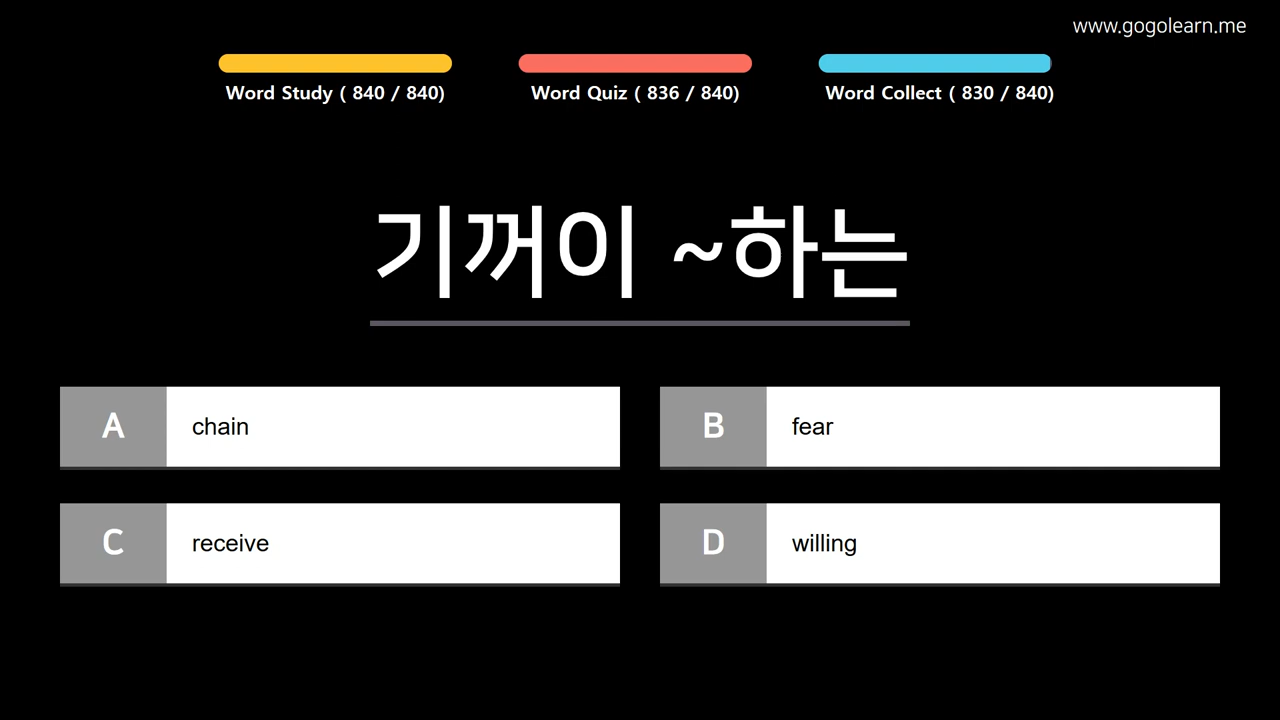 www.gogolearn.me
Word Study ( 840 / 840)
Word Quiz ( 836 / 840)
Word Collect ( 830 / 840)
기꺼이 ~하는
A chain
B fear
C receive
D willing